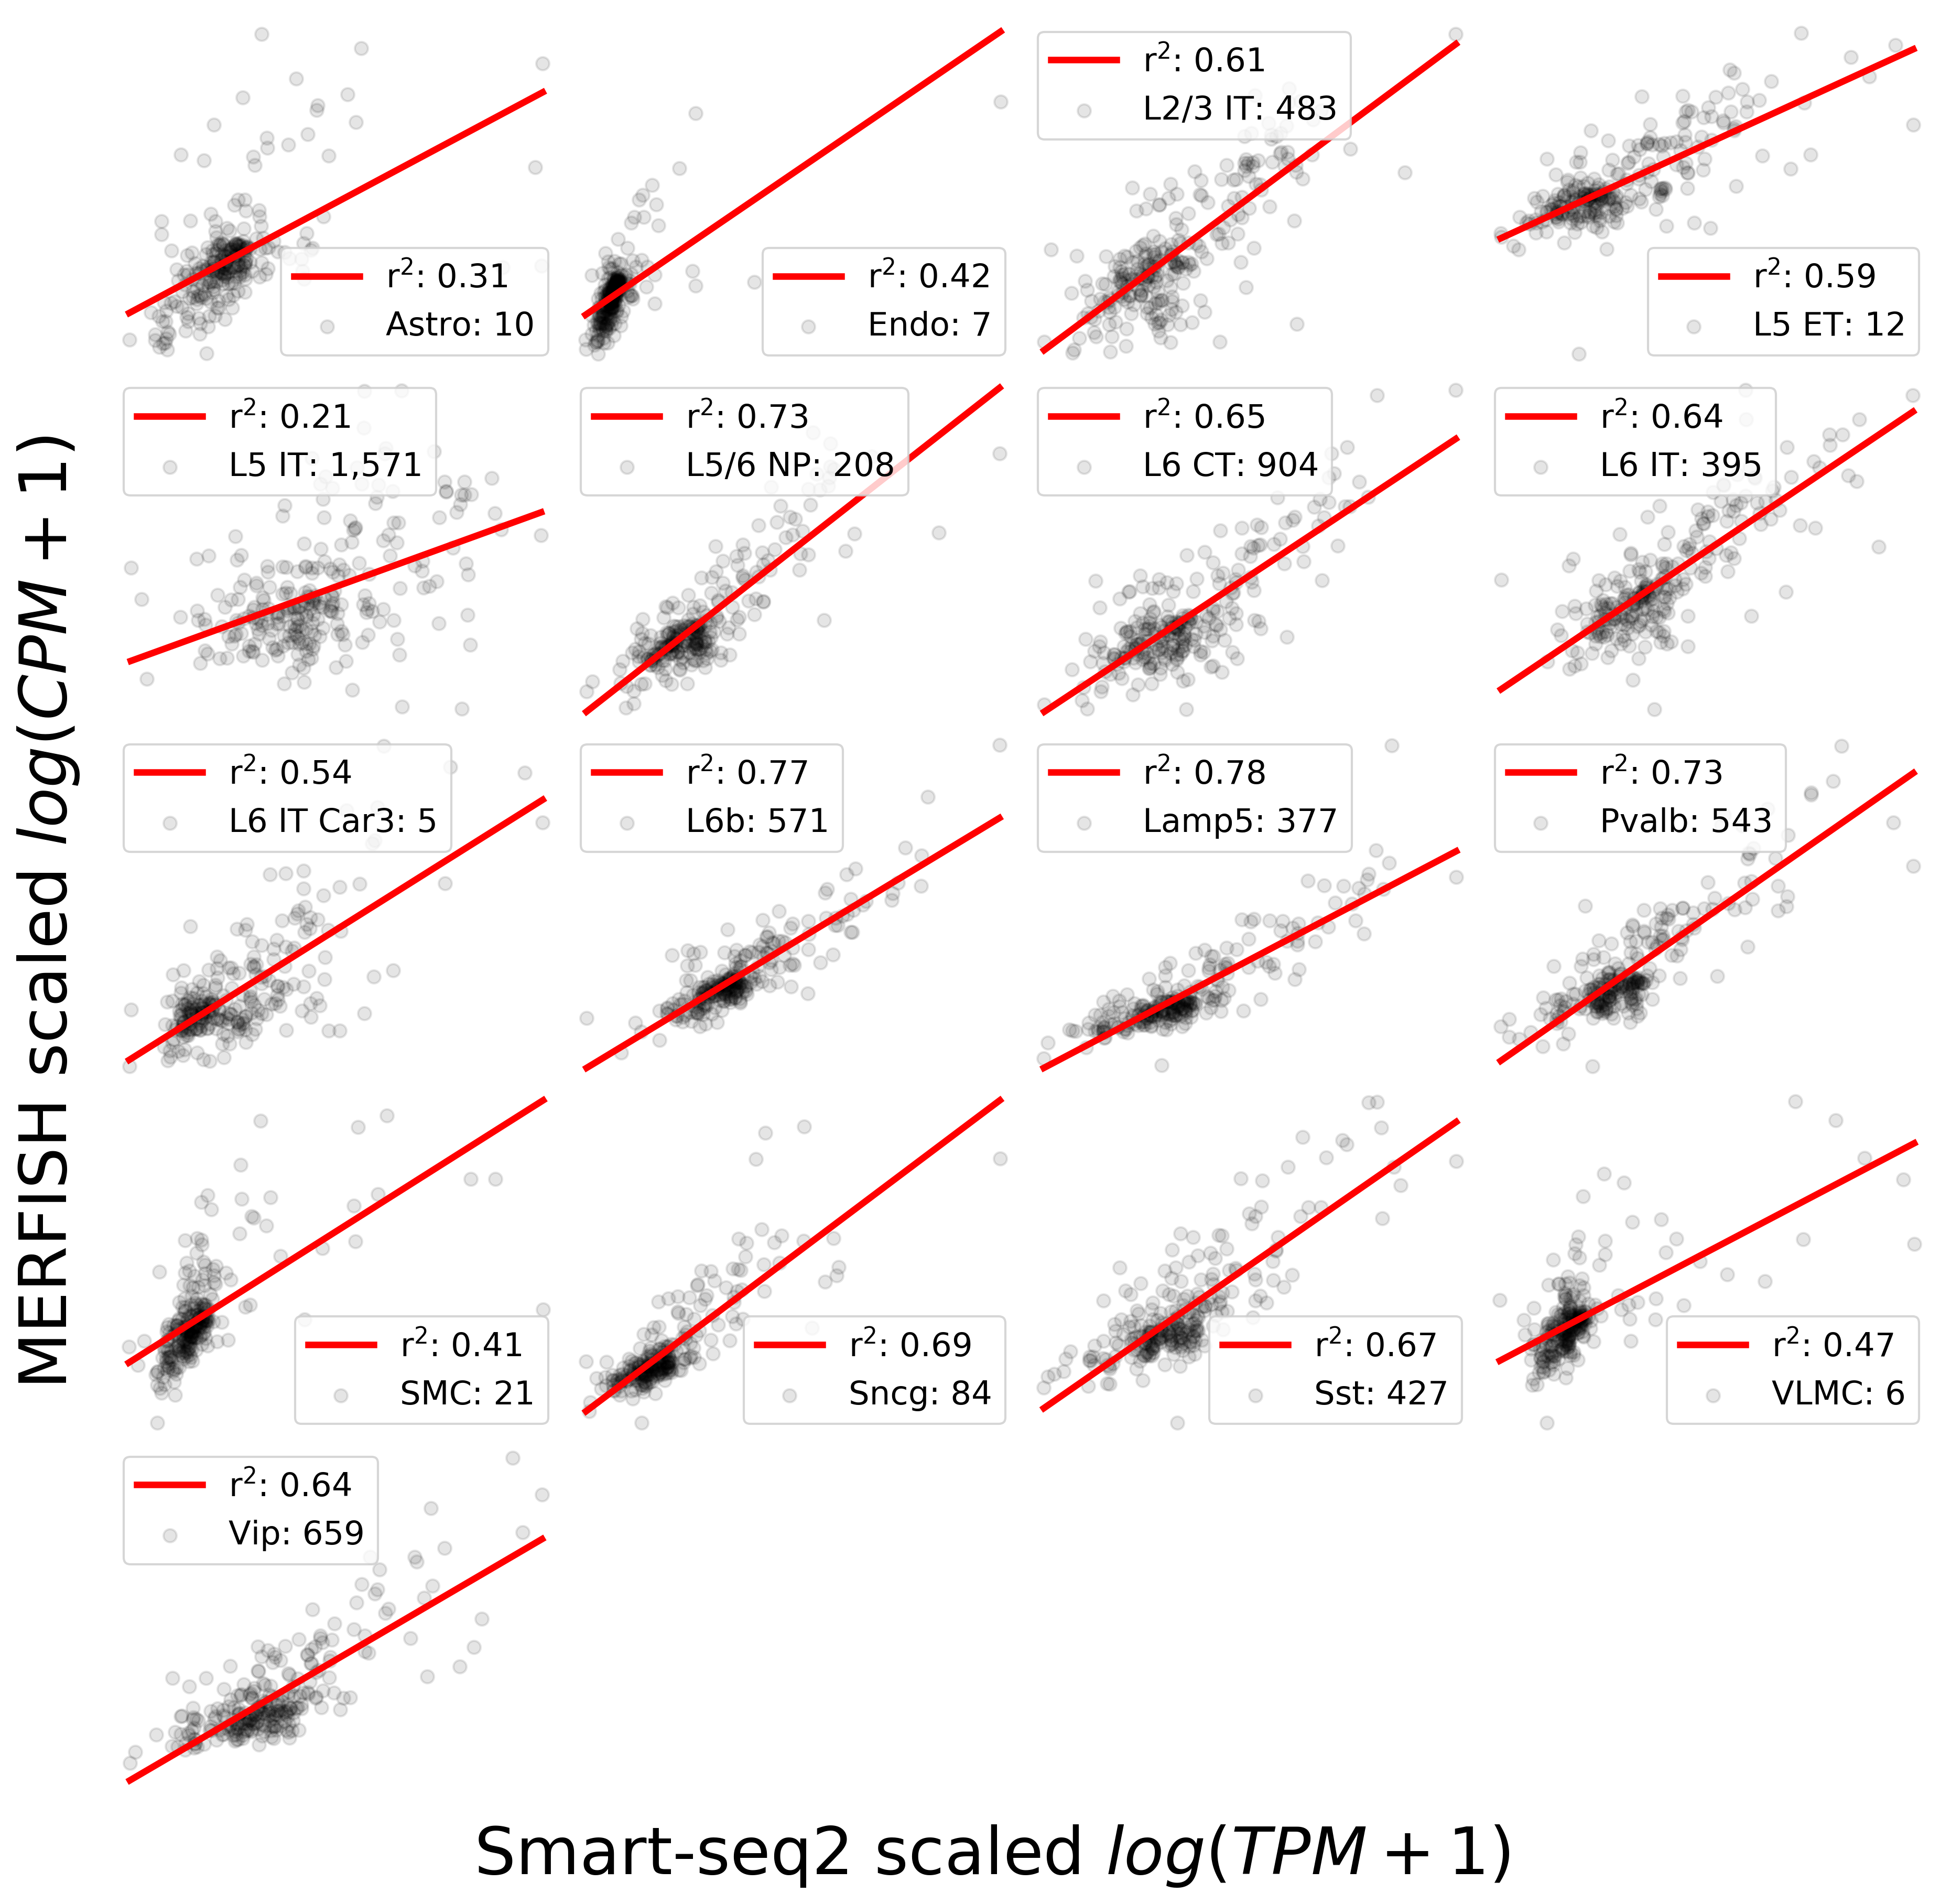 r²: 0.31
Astro: 10
r²: 0.42
Endo: 7
r²: 0.61
L2/3 IT: 483
r²: 0.59
L5 ET: 12
r²: 0.21
L5 IT: 1,571
r²: 0.73
L5/6 NP: 208
r²: 0.65
L6 CT: 904
r²: 0.64
L6 IT: 395
r²: 0.54
L6 IT Car3: 5
r²: 0.77
L6b: 571
r²: 0.78
Lamp5: 377
r²: 0.73
Pvalb: 543
r²: 0.41
SMC: 21
r²: 0.69
Sncg: 84
r²: 0.67
Sst: 427
r²: 0.47
VLMC: 6
r²: 0.64
Vip: 659
MERFISH scaled log(CPM + 1)
Smart-seq2 scaled log(TPM + 1)